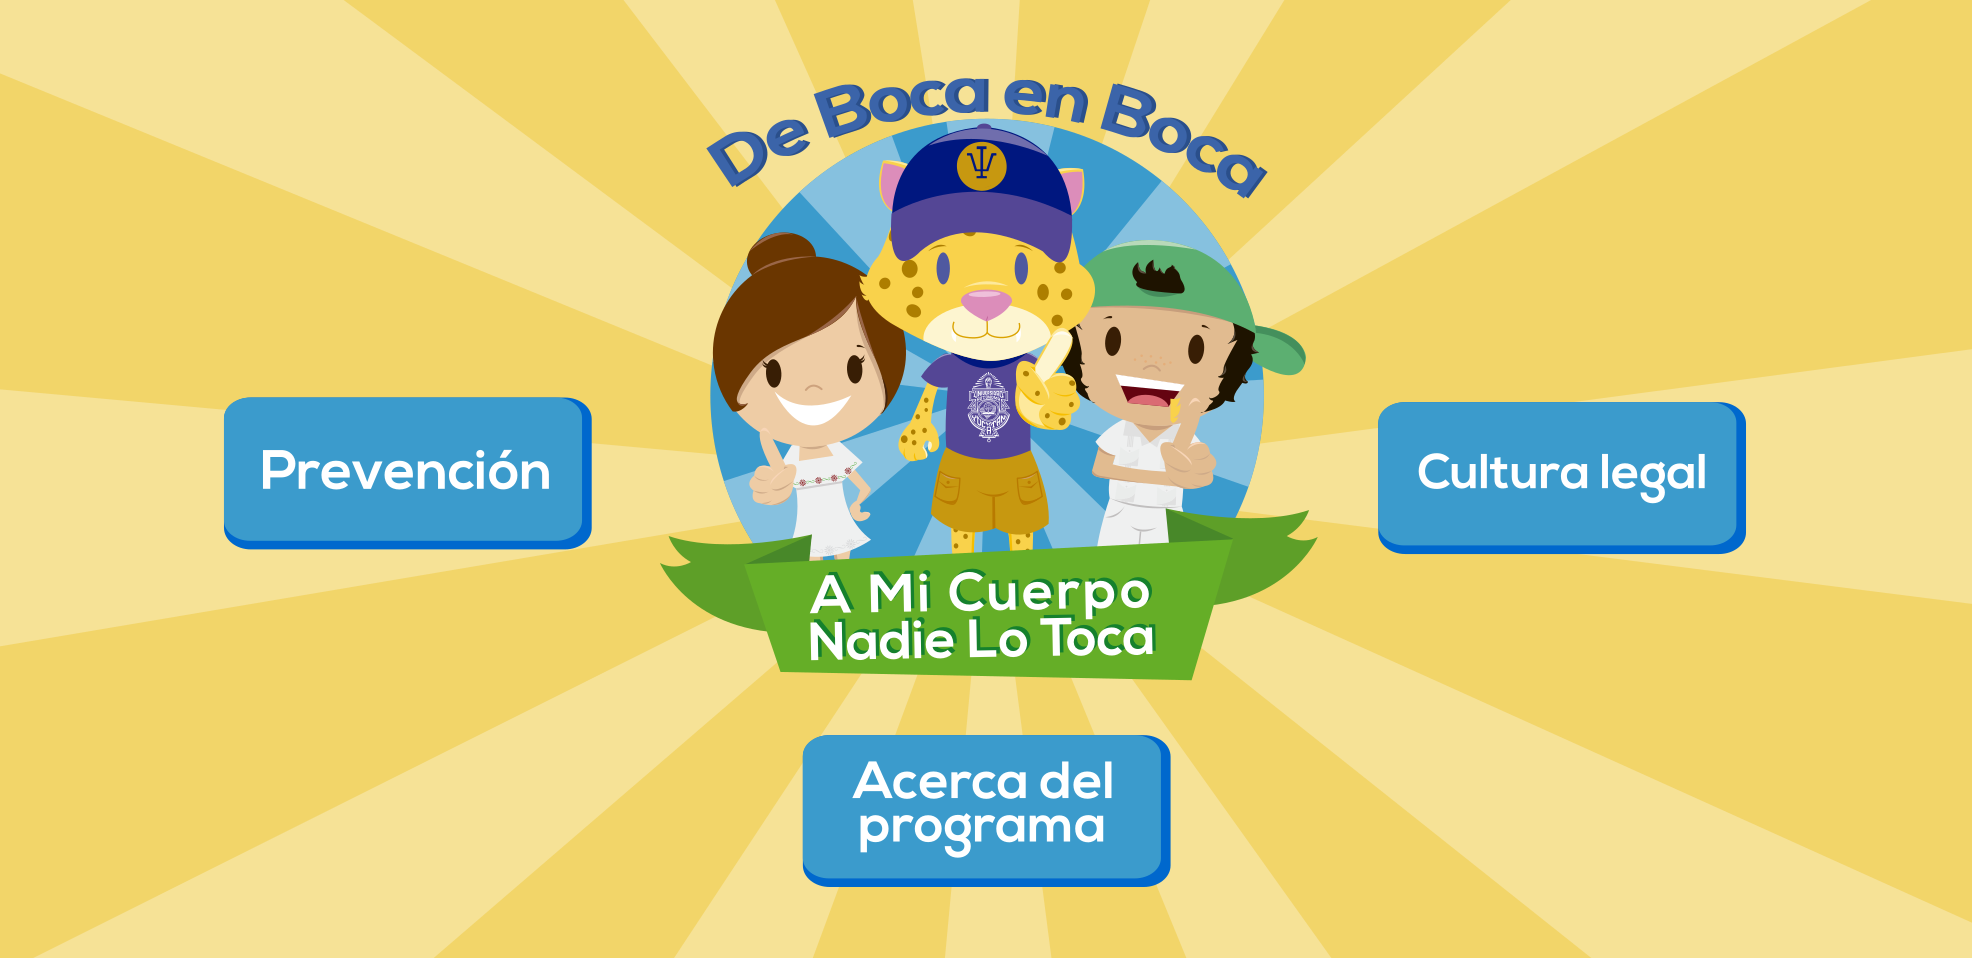 De Boca en Boca
A Mi Cuerpo
Nadie Lo Toca
Prevención
Cultura legal
Acerca del
programa